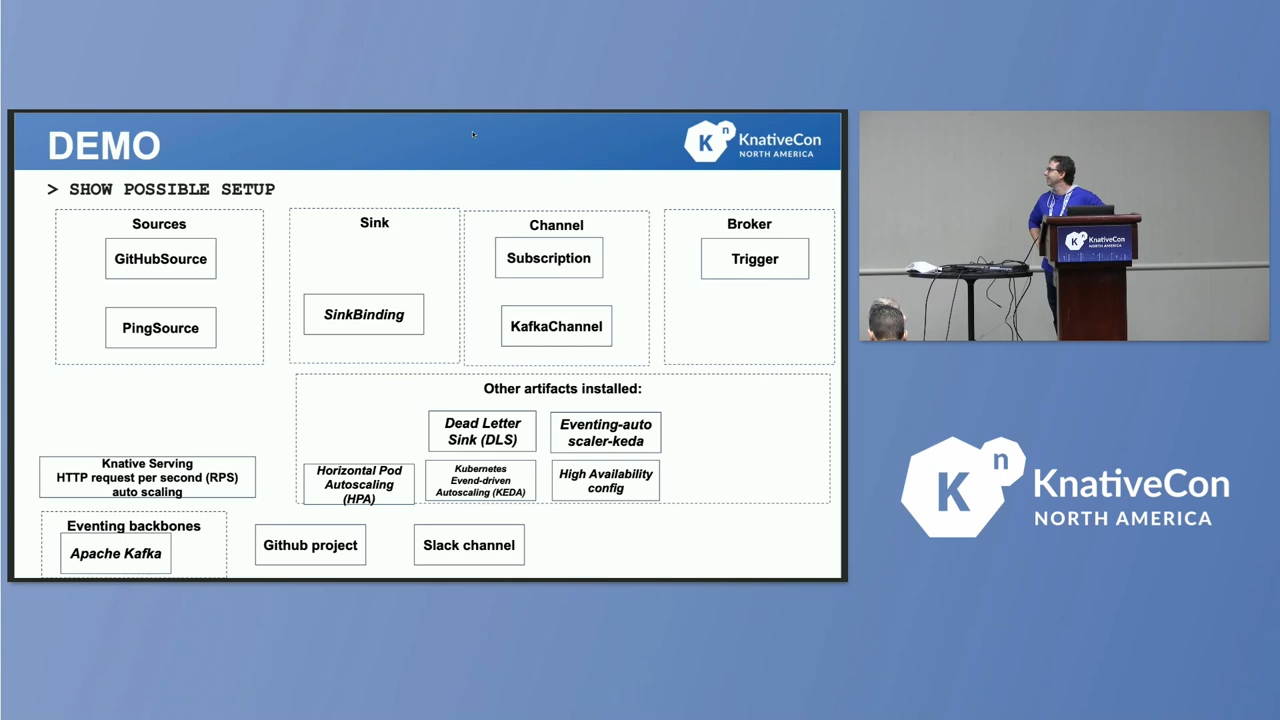 DEMO
Kn KnativeCon
NORTH AMERICA
> SHOW POSSIBLE SETUP
Sources
GitHubSource
PingSource
Sink
SinkBinding
Channel
Subscription
KafkaChannel
Broker
Trigger
Other artifacts installed:
Dead Letter
Sink (DLS)
Eventing-auto
scaler-keda
Horizontal Pod
Autoscaling
(HPA)
Kubernetes
Evend-driven
Autoscaling (KEDA)
High Availability
config
Knative Serving
HTTP request per second (RPS)
auto scaling
Eventing backbones
Apache Kafka
Github project
Slack channel
Kn KnativeCon
NORTH AMERICA
Kn KnativeCon
NORTH AMERICA